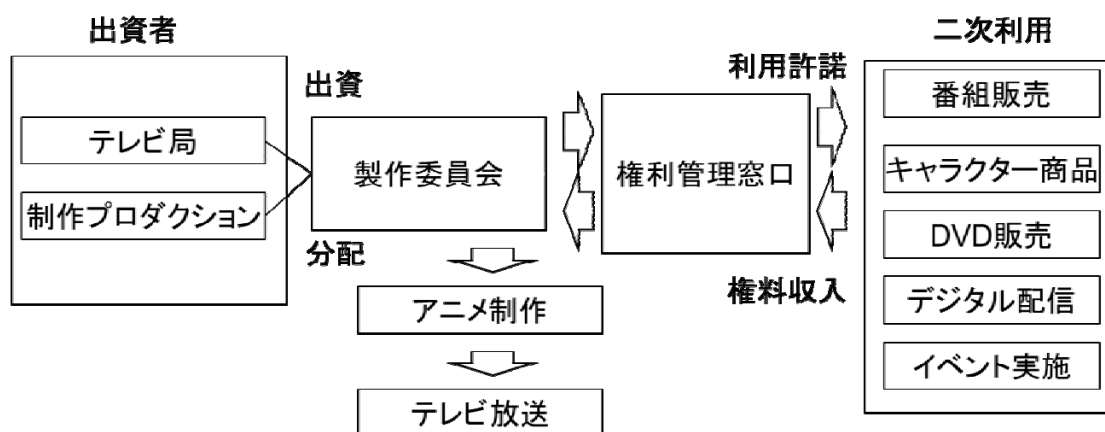 出資者
テレビ局
制作プロダクション
出資
製作委員会
分配
アニメ制作
テレビ放送
権利管理窓口
利用許諾
権料収入
二次利用
番組販売
キャラクター商品
DVD販売
デジタル配信
イベント実施